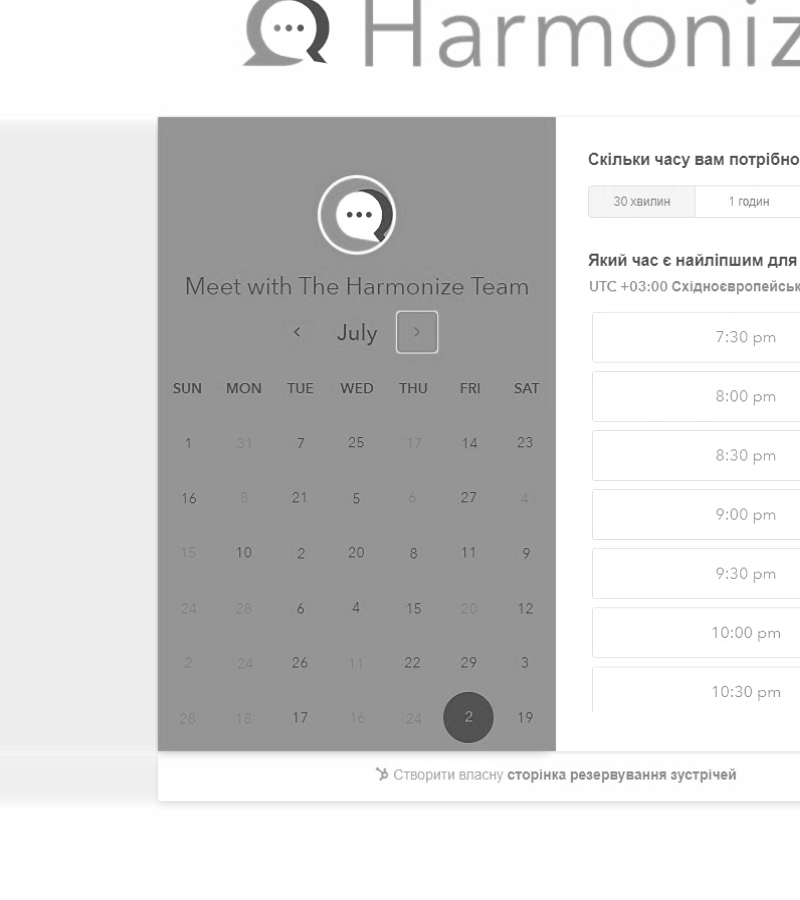 Harmoniz
Meet with The Harmonize Team
July
SUN MON TUE WED THU FRI SAT
1 31 7 25 17 14 23
16 8 21 5 6 27 4
15 10 2 20 8 11 9
24 28 6 4 15 20 12
2 24 26 11 22 29 3
28 18 17 16 24 2 19
Скільки часу вам потрібно
30 хвилин 1 годин
Який час є найліпшим для
UTC +03:00 Східноєвропейськ
7:30 pm
8:00 pm
8:30 pm
9:00 pm
9:30 pm
10:00 pm
10:30 pm
Створити власну сторінка резервування зустрічей